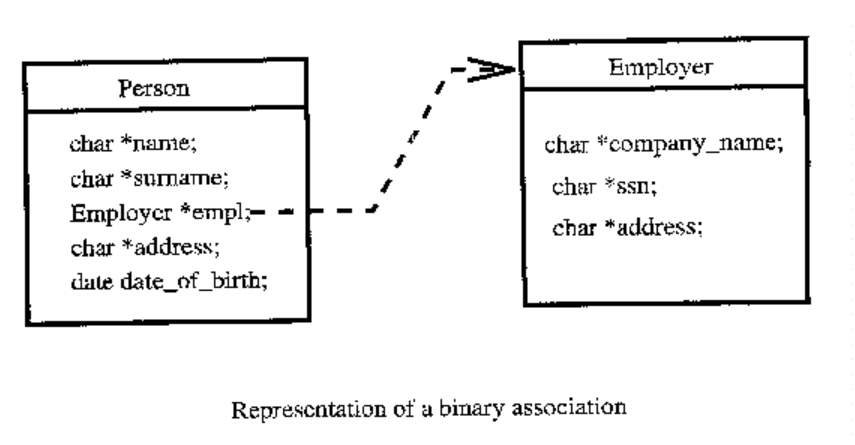 Person
char *name;
char *surname;
Employer *empl;
char *address;
date date_of_birth;
Employer
char *company_name;
char *ssn;
char *address;
Representation of a binary association